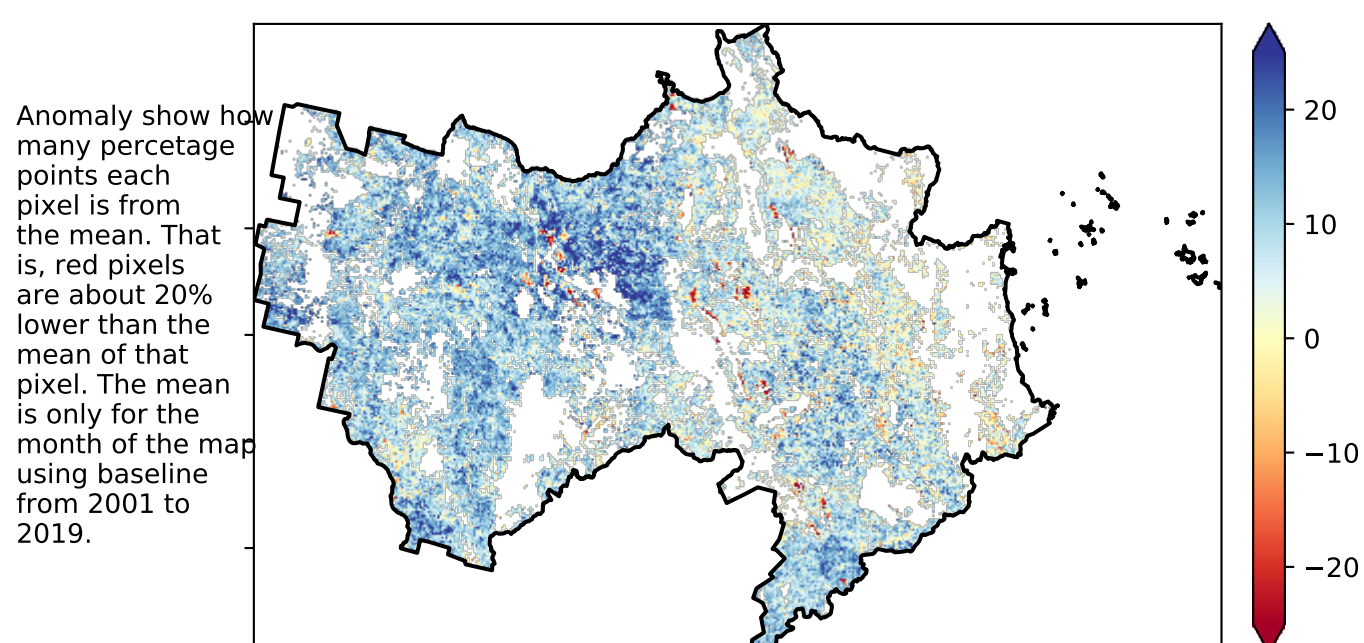 Anomaly show how
many percetage
points each
pixel is from
the mean. That
is, red pixels
are about 20%
lower than the
mean of that
pixel. The mean
is only for the
month of the map
using baseline
from 2001 to
2019.
20
10
0
−10
−20